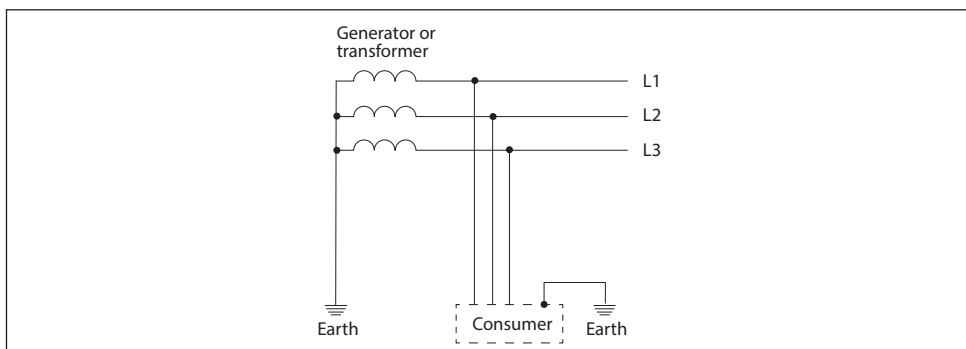 Generator or
transformer
L1
L2
L3
Earth
Consumer
Earth